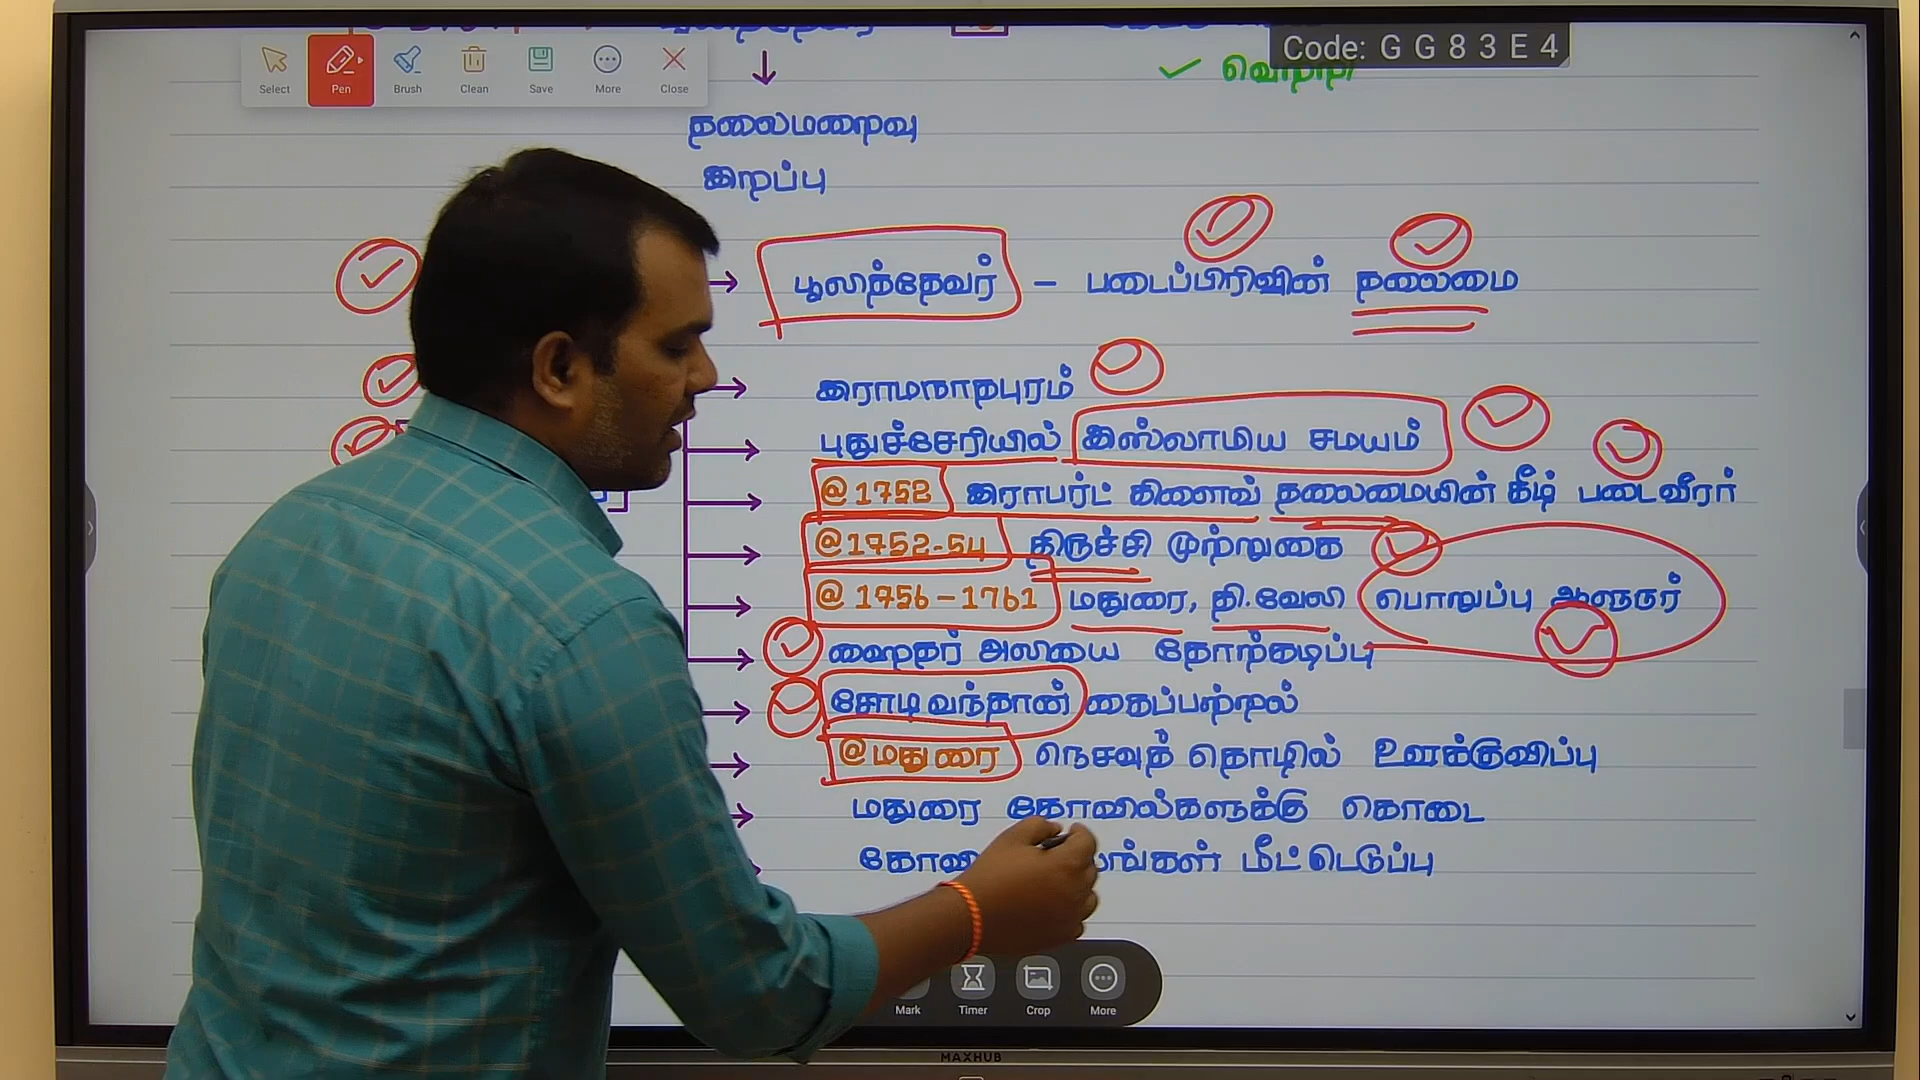 Code: G G 8 3 E 4
Select Pen Brush Clean Save More Close
வெற்றி
தலைமறைவு
இறப்பு
பூலித்தேவர் – படைப்பிரிவின் தலைமை
இராமநாதபுரம்
புதுச்சேரியில் இஸ்லாமிய சமயம்
@ 1752 இராபர்ட் கிளைவ் தலைமையின் கீழ் படைவீரர்
@1752-54 திருச்சி முற்றுகை
@ 1756 – 1761 மதுரை, தி.வேலி பொறுப்பு ஆளுநர்
ஹைதர் அலியை தோற்கடிப்பு
சோழவந்தான் கைப்பற்றல்
@மதுரை நெசவுத் தொழில் ஊக்குவிப்பு
மதுரை கோவில்களுக்கு கொடை
மீட்டெடுப்பு
Mark Timer Crop More
MAXHUB